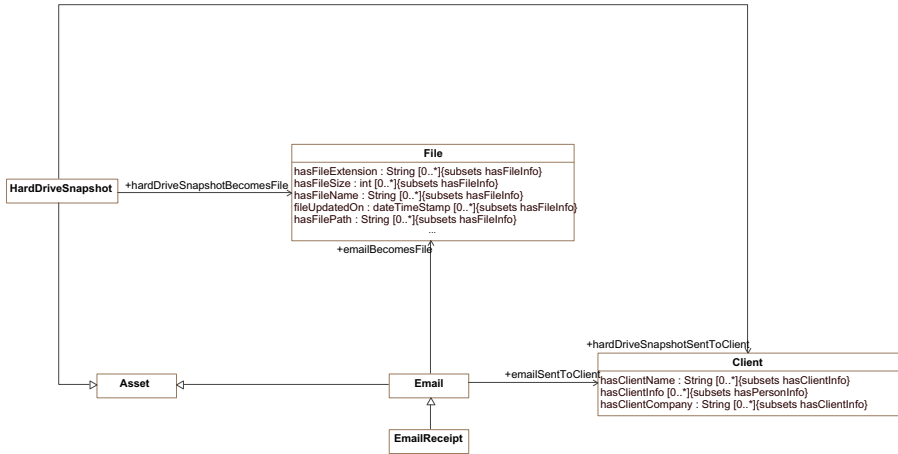 File
hasFileExtension : String [0..*]{subsets hasFileInfo}
hasFileSize : int [0..*]{subsets hasFileInfo}
hasFileName : String [0..*]{subsets hasFileInfo}
fileUpdatedOn : dateTimeStamp [0..*]{subsets hasFileInfo}
hasFilePath : String [0..*]{subsets hasFileInfo}
...
HardDriveSnapshot
+hardDriveSnapshotBecomesFile
+emailBecomesFile
+hardDriveSnapshotSentToClient
Client
hasClientName : String [0..*]{subsets hasClientInfo}
hasClientInfo [0..*]{subsets hasPersonInfo}
hasClientCompany : String [0..*]{subsets hasClientInfo}
Asset
Email
+emailSentToClient
EmailReceipt